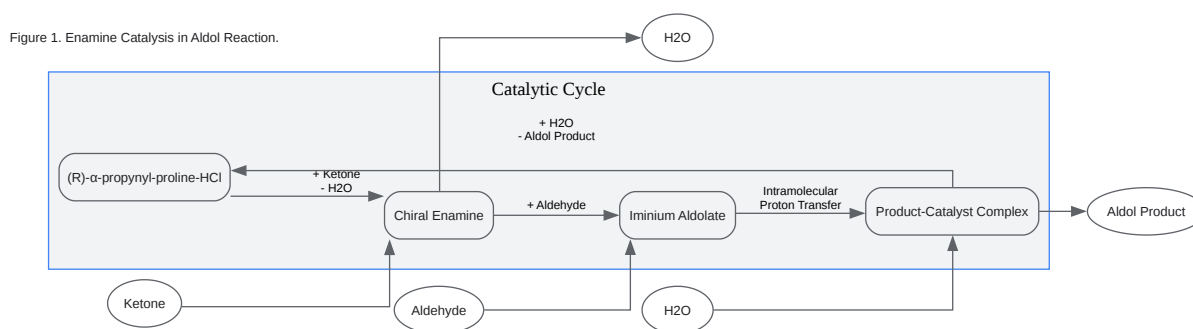 Figure 1. Enamine Catalysis in Aldol Reaction.
H2O
Catalytic Cycle
+ H2O
- Aldol Product
(R)-α-propynyl-proline-HCl
+ Ketone
- H2O
Chiral Enamine
+ Aldehyde
Iminium Aldolate
Intramolecular
Proton Transfer
Product-Catalyst Complex
Aldol Product
Ketone
Aldehyde
H2O